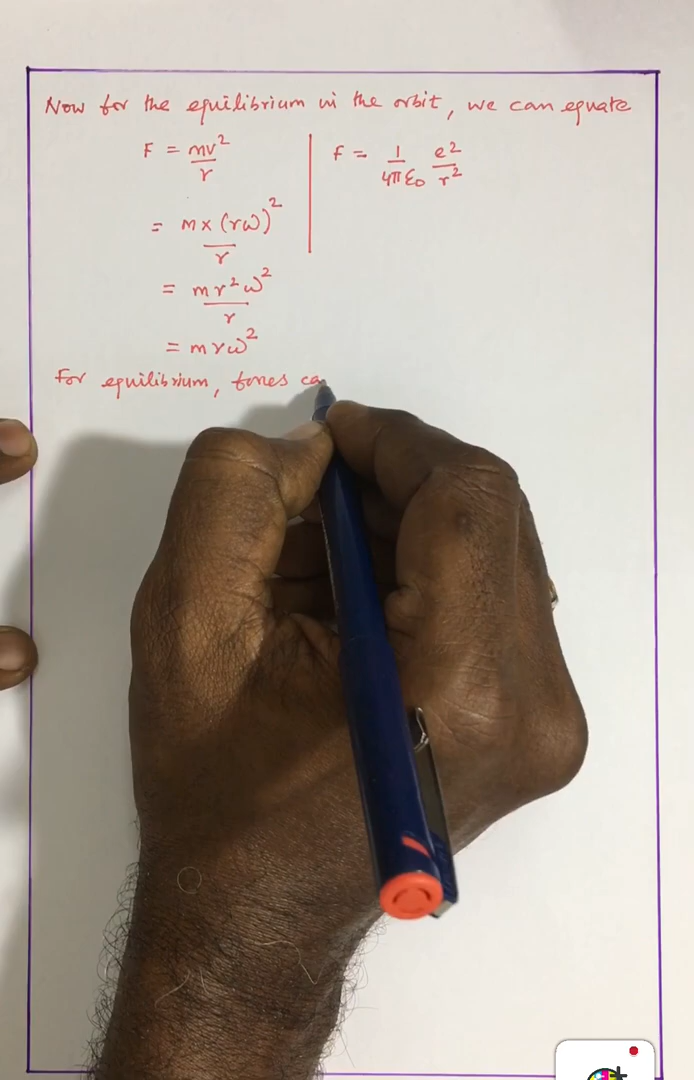 Now for the equilibrium in the orbit, we can equate
F = mv²/r | F = 1/4πε₀ e²/r²
= m×(rω)²/r
= mr²ω²/r
= mrω²
For equilibrium, forces ca